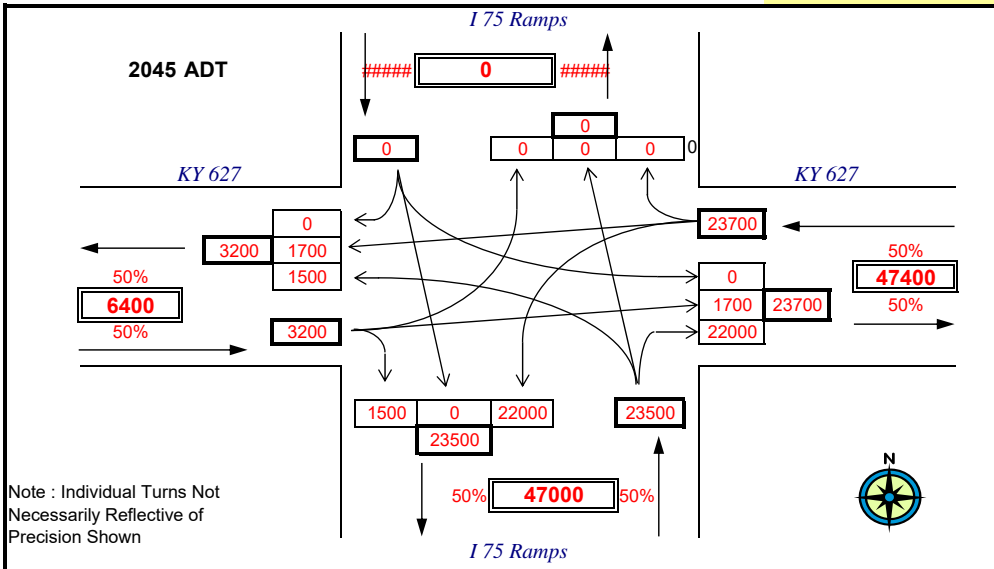 I 75 Ramps
2045 ADT
##### 0 #####
0
0 0 0 0 0
KY 627 KY 627
0
3200 1700
1500
23700
50%
6400
50%
50%
47400
50%
0
1700 23700
22000
3200
1500 0 22000
23500
23500
N
50% 47000 50%
Note : Individual Turns Not
Necessarily Reflective of
Precision Shown
I 75 Ramps